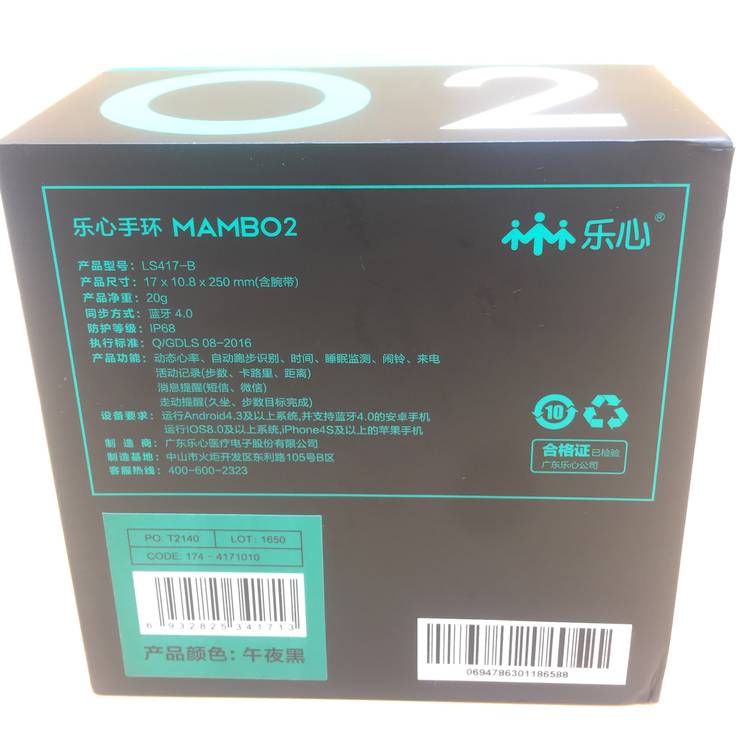 O2
乐心手环 MAMBO2
乐心®
产品型号: LS417-B
产品尺寸: 17 x 10.8 x 250 mm(含腕带)
产品净重: 20g
同步方式: 蓝牙 4.0
防护等级: IP68
执行标准: Q/GDLS 08-2016
产品功能: 动态心率、自动跑步识别、时间、睡眠监测、闹铃、来电
活动记录(步数、卡路里、距离)
消息提醒(短信、微信)
走动提醒(久坐、步数目标完成)
设备要求: 运行Android4.3及以上系统,并支持蓝牙4.0的安卓手机
运行IOS8.0及以上系统,iPhone4S及以上的苹果手机
制造商: 广东乐心医疗电子股份有限公司
制造基地: 中山市火炬开发区东利路105号B区
客服热线: 400-600-2323
10
合格证 已检验
广东乐心公司
PO: T2140 LOT: 1650
CODE: 174 - 4171010
6 932825 341713
产品颜色: 午夜黑
0694786301186588